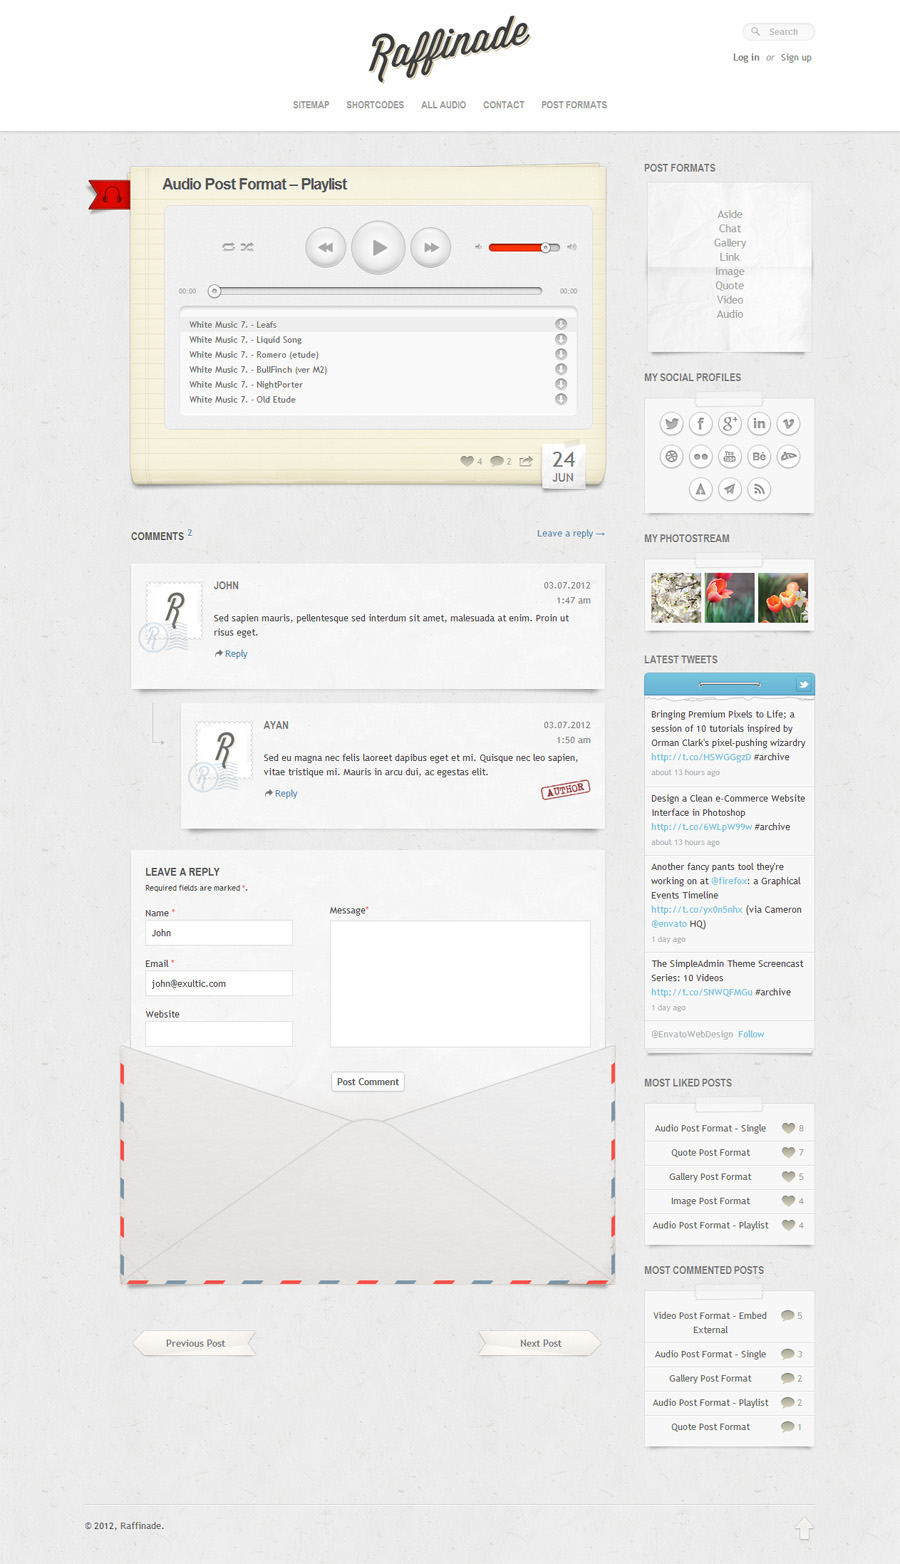 Raffinade
Search
Log in or Sign up
SITEMAP SHORTCODES ALL AUDIO CONTACT POST FORMATS
Audio Post Format – Playlist
00:00 00:00
White Music 7. - Leafs
White Music 7. - Liquid Song
White Music 7. - Romero (etude)
White Music 7. - BullFinch (ver M2)
White Music 7. - NightPorter
White Music 7. - Old Etude
4 2
24
JUN
COMMENTS 2
Leave a reply →
R
R
JOHN
03.07.2012
1:47 am
Sed sapien mauris, pellentesque sed interdum sit amet, malesuada at enim. Proin ut
risus eget.
Reply
R
R
AYAN
03.07.2012
1:50 am
Sed eu magna nec felis laoreet dapibus eget et mi. Quisque nec leo sapien,
vitae tristique mi. Mauris in arcu dui, ac egestas elit.
Reply
AUTHOR
LEAVE A REPLY
Required fields are marked *.
Name *
John
Email *
john@exultic.com
Website
Message*
Post Comment
Previous Post
Next Post
POST FORMATS
Aside
Chat
Gallery
Link
Image
Quote
Video
Audio
MY SOCIAL PROFILES
f g+ in v
You Tube Bē
MY PHOTOSTREAM
LATEST TWEETS
Bringing Premium Pixels to Life; a
session of 10 tutorials inspired by
Orman Clark's pixel-pushing wizardry
http://t.co/HSWGGgzD #archive
about 13 hours ago
Design a Clean e-Commerce Website
Interface in Photoshop
http://t.co/6WLpW99w #archive
about 13 hours ago
Another fancy pants tool they're
working on at @firefox: a Graphical
Events Timeline
http://t.co/yx0n5nhx (via Cameron
@envato HQ)
1 day ago
The SimpleAdmin Theme Screencast
Series: 10 Videos
http://t.co/SNWQFMGu #archive
1 day ago
@EnvatoWebDesign Follow
MOST LIKED POSTS
Audio Post Format - Single 8
Quote Post Format 7
Gallery Post Format 5
Image Post Format 4
Audio Post Format - Playlist 4
MOST COMMENTED POSTS
Video Post Format - Embed 5
External
Audio Post Format - Single 3
Gallery Post Format 2
Audio Post Format - Playlist 2
Quote Post Format 1
© 2012, Raffinade.